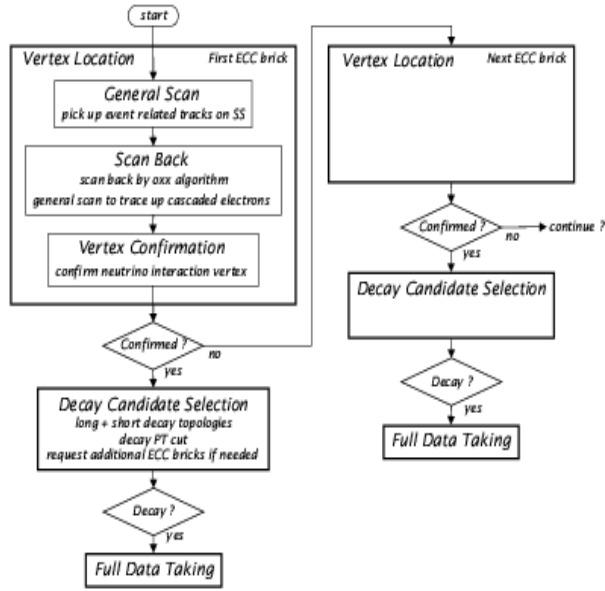 start
Vertex Location
First ECC brick
General Scan
pick up event related tracks on SS
Scan Back
scan back by oxx algorithm
general scan to trace up cascaded electrons
Vertex Confirmation
confirm neutrino interaction vertex
Confirmed ?
no
yes
Decay Candidate Selection
long + short decay topologies
decay PT cut
request additional ECC bricks if needed
Decay ?
yes
Full Data Taking
Vertex Location
Next ECC brick
Confirmed ?
no
continue ?
yes
Decay Candidate Selection
Decay ?
yes
Full Data Taking